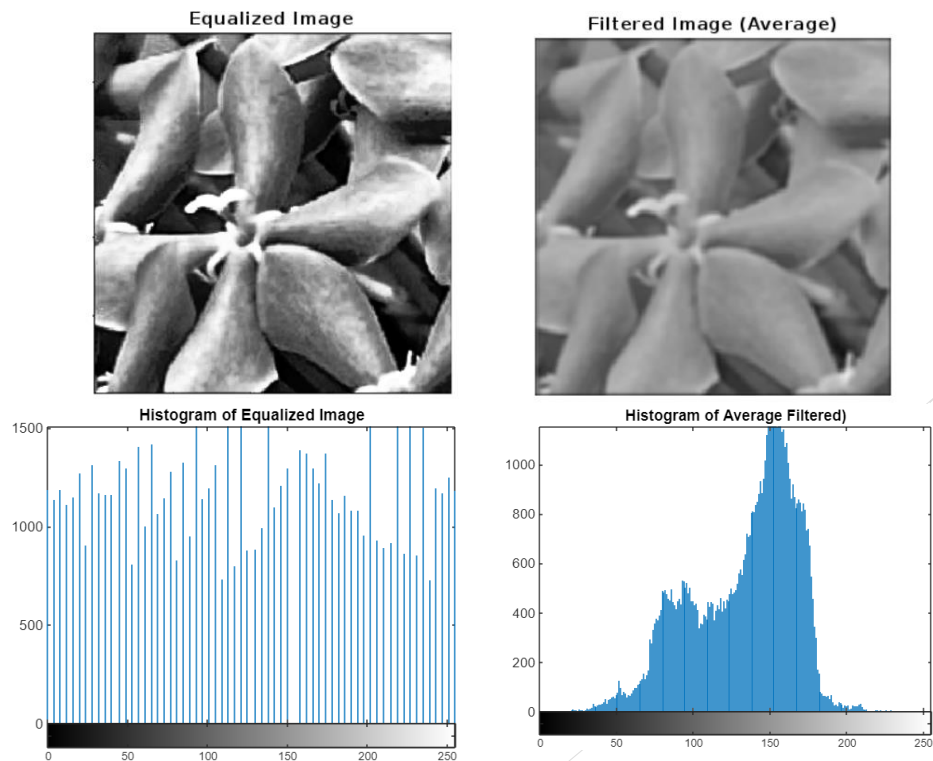 Equalized Image
Filtered Image (Average)
Histogram of Equalized Image
1500
1000
500
0
0 50 100 150 200 250
Histogram of Average Filtered)
1000
800
600
400
200
0
0 50 100 150 200 250